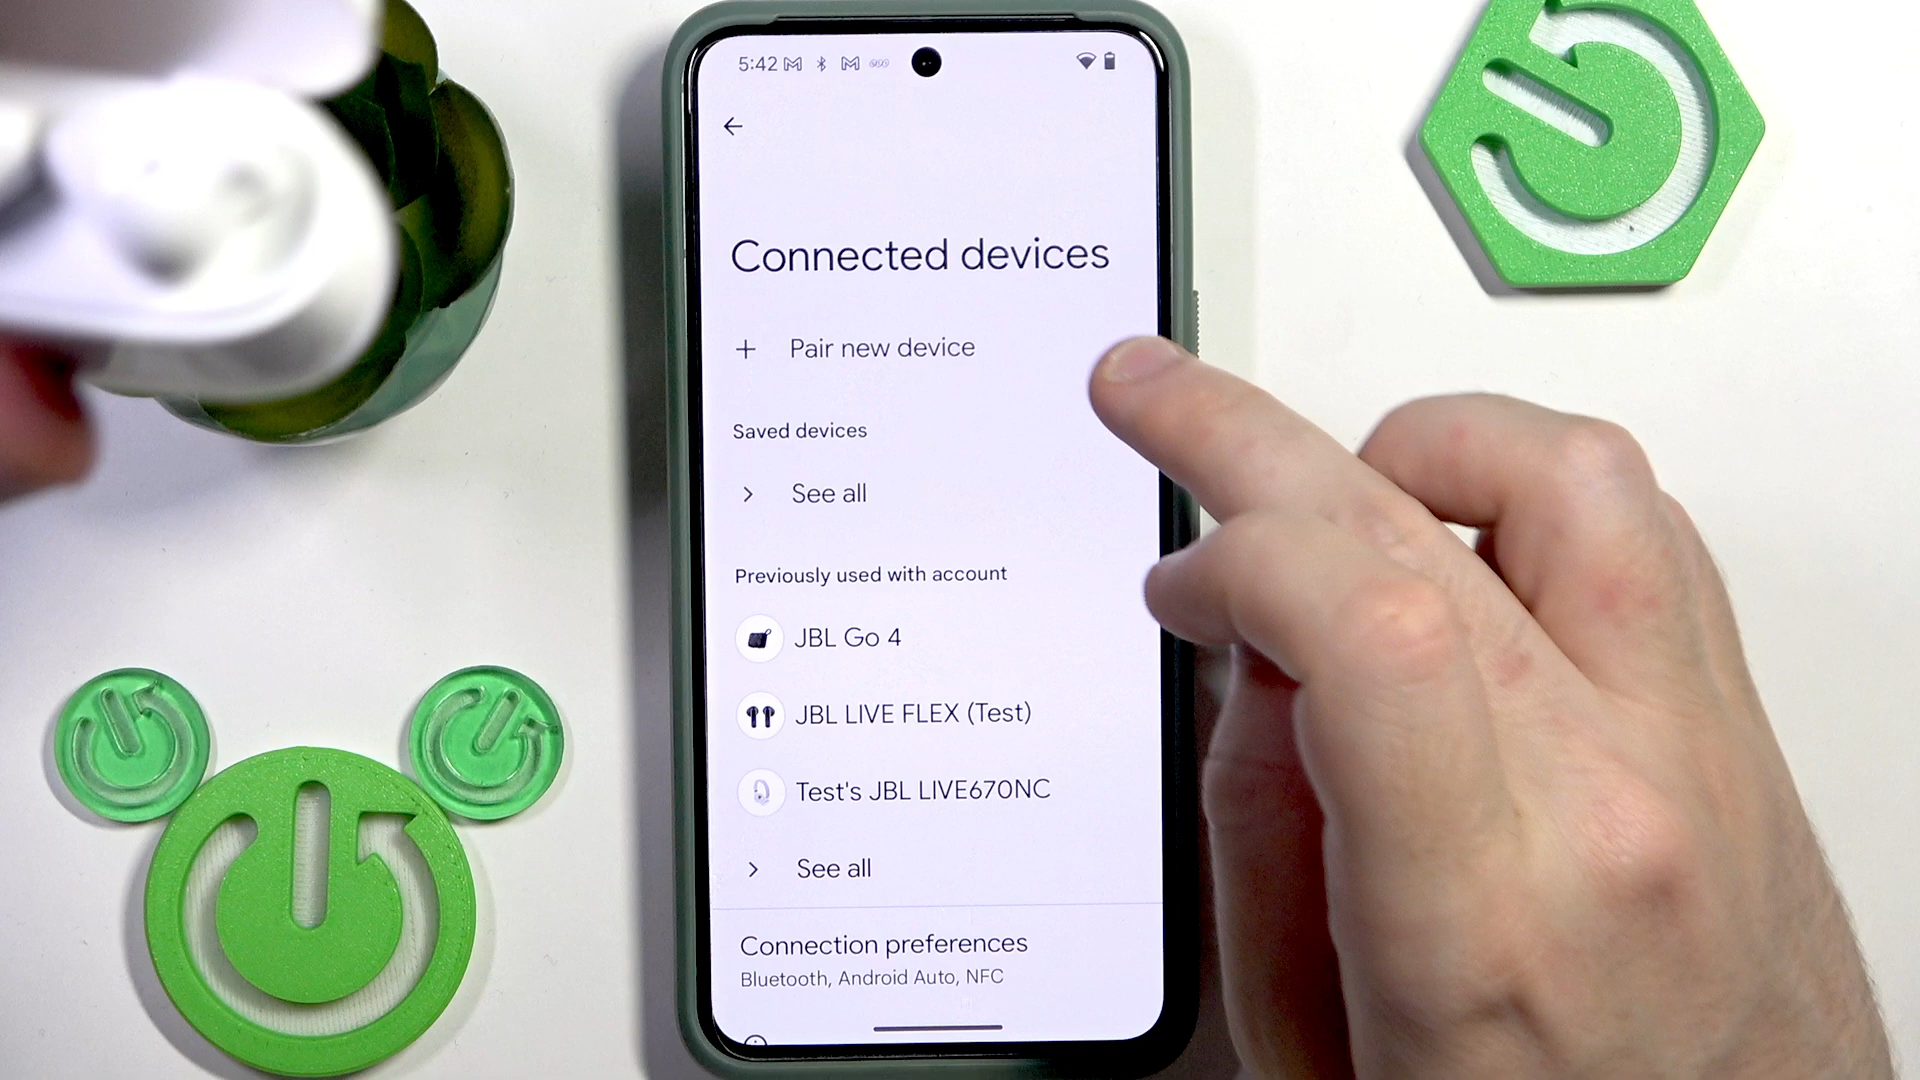 5:42
Connected devices
Pair new device
Saved devices
See all
Previously used with account
JBL Go 4
JBL LIVE FLEX (Test)
Test's JBL LIVE670NC
See all
Connection preferences
Bluetooth, Android Auto, NFC